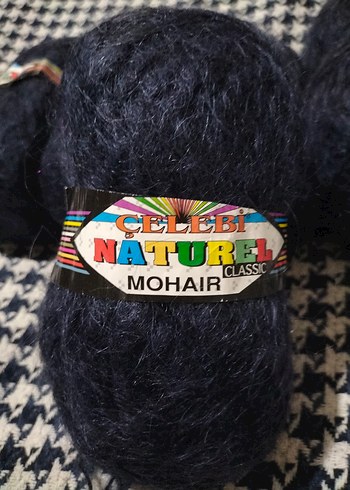 ÇELEBİ
NATUREL
CLASSIC
MOHAIR